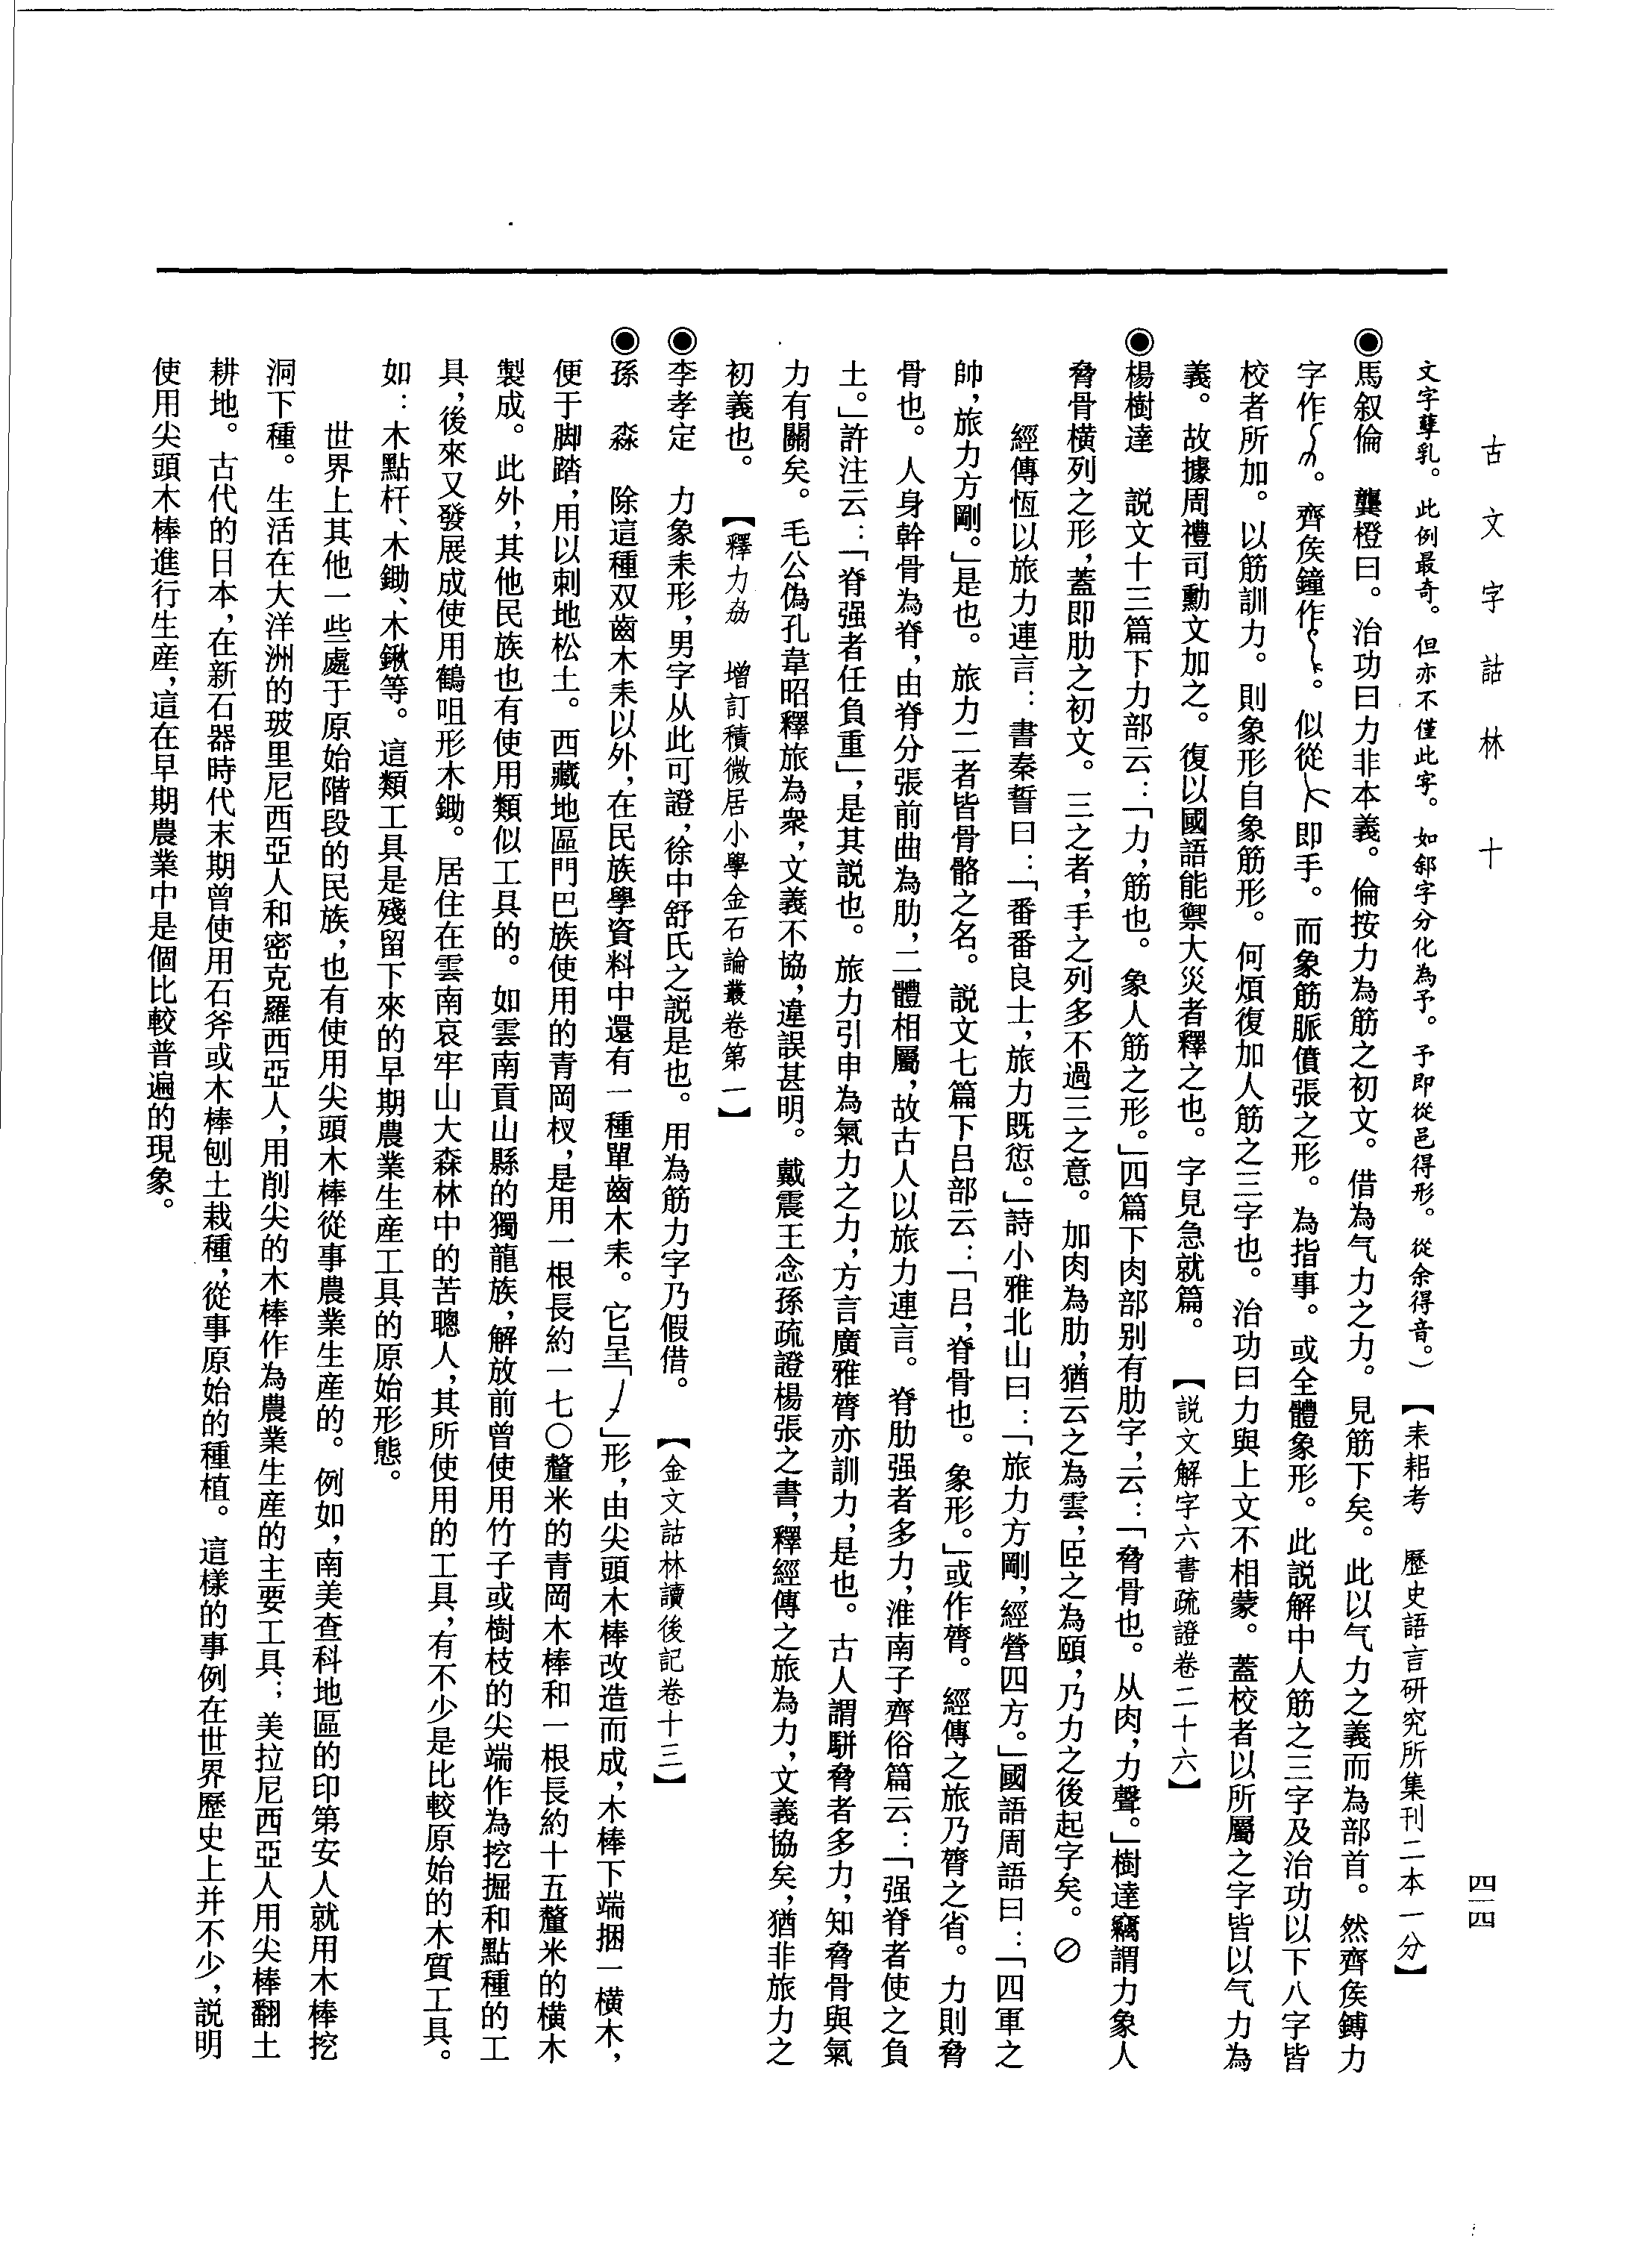 古文字詁林　十
四一四
文字孳乳。此例最奇。但亦不僅此字。如鄒字分化為予。予即從邑得形。從余得音。）　【耒耜考　歷史語言研究所集刊二本一分】
◉馬叙倫　龔橙曰。治功曰力非本義。倫按力為筋之初文。借為气力之力。見筋下矣。此以气力之義而為部首。然齊矦鎛力
字作。齊矦鐘作。似從即手。而象筋脈僨張之形。為指事。或全體象形。此説解中人筋之三字及治功以下八字皆
校者所加。以筋訓力。則象形自象筋形。何煩復加人筋之三字也。治功曰力與上文不相蒙。蓋校者以所屬之字皆以气力為
義。故據周禮司勳文加之。復以國語能禦大災者釋之也。字見急就篇。　【説文解字六書疏證卷二十六】
◉楊樹達　説文十三篇下力部云：「力，筋也。象人筋之形。」四篇下肉部别有肋字，云：「脅骨也。从肉，力聲。」樹達竊謂力象人
脅骨横列之形，蓋即肋之初文。三之者，手之列多不過三之意。加肉為肋，猶云之為雲，𦣞之為頤，乃力之後起字矣。⊘
經傳恆以旅力連言：書秦誓曰：「番番良士，旅力既愆。」詩小雅北山曰：「旅力方剛，經營四方。」國語周語曰：「四軍之
帥，旅力方剛。」是也。旅力二者皆骨骼之名。説文七篇下吕部云：「吕，脊骨也。象形。」或作膂。經傳之旅乃膂之省。力則脅
骨也。人身幹骨為脊，由脊分張前曲為肋，二體相屬，故古人以旅力連言。脊肋强者多力，淮南子齊俗篇云：「强脊者使之負
土。」許注云：「脊强者任負重」，是其説也。旅力引申為氣力之力，方言廣雅膂亦訓力，是也。古人謂駢脅者多力，知脅骨與氣
力有關矣。毛公偽孔韋昭釋旅為衆，文義不協，違誤甚明。戴震王念孫疏證楊張之書，釋經傳之旅為力，文義協矣，猶非旅力之
初義也。　【釋力劦　增訂積微居小學金石論叢卷第一】
◉李孝定　力象耒形，男字从此可證，徐中舒氏之説是也。用為筋力字乃假借。　【金文詁林讀後記卷十三】
◉孫　淼　除這種双齒木耒以外，在民族學資料中還有一種單齒木耒。它呈「」形，由尖頭木棒改造而成，木棒下端捆一横木，
便于脚踏，用以刺地松土。西藏地區門巴族使用的青岡杈，是用一根長約一七〇釐米的青岡木棒和一根長約十五釐米的横木
製成。此外，其他民族也有使用類似工具的。如雲南貢山縣的獨龍族，解放前曾使用竹子或樹枝的尖端作為挖掘和點種的工
具，後來又發展成使用鶴咀形木鋤。居住在雲南哀牢山大森林中的苦聰人，其所使用的工具，有不少是比較原始的木質工具。
如：木點杆、木鋤、木鍬等。這類工具是殘留下來的早期農業生産工具的原始形態。
世界上其他一些處于原始階段的民族，也有使用尖頭木棒從事農業生産的。例如，南美查科地區的印第安人就用木棒挖
洞下種。生活在大洋洲的玻里尼西亞人和密克羅西亞人，用削尖的木棒作為農業生産的主要工具；美拉尼西亞人用尖棒翻土
耕地。古代的日本，在新石器時代末期曾使用石斧或木棒刨土栽種，從事原始的種植。這樣的事例在世界歷史上并不少，説明
使用尖頭木棒進行生産，這在早期農業中是個比較普遍的現象。